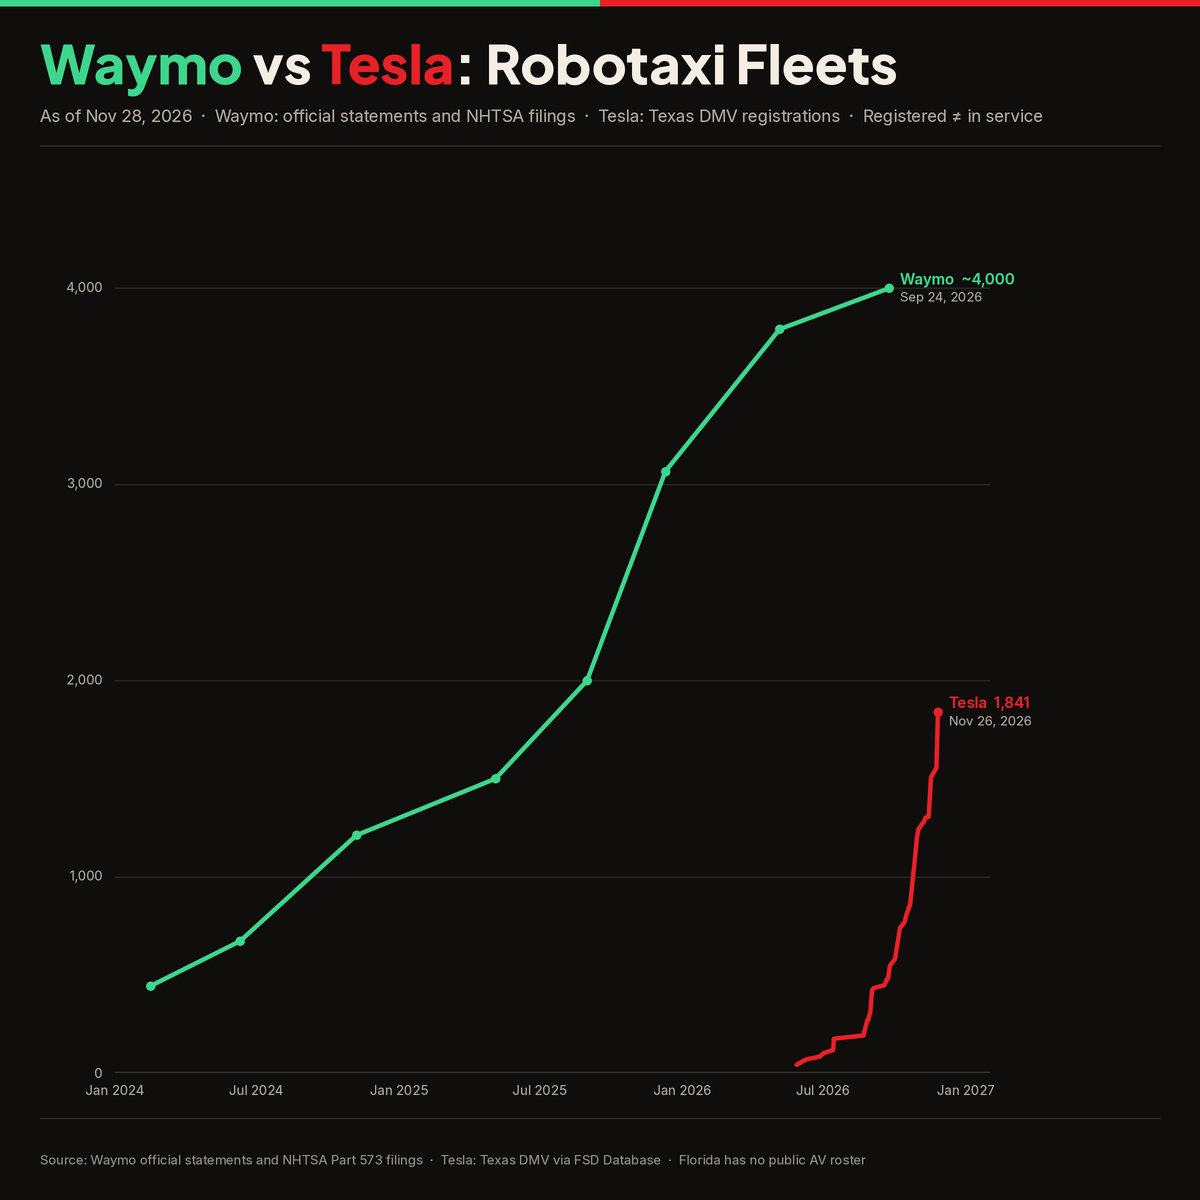 Waymo vs Tesla: Robotaxi Fleets
As of Nov 28, 2026 · Waymo: official statements and NHTSA filings · Tesla: Texas DMV registrations · Registered ≠ in service
Waymo ~4,000
Sep 24, 2026
4,000
3,000
2,000
Tesla 1,841
Nov 26, 2026
1,000
0
Jan 2024 Jul 2024 Jan 2025 Jul 2025 Jan 2026 Jul 2026 Jan 2027
Source: Waymo official statements and NHTSA Part 573 filings · Tesla: Texas DMV via FSD Database · Florida has no public AV roster